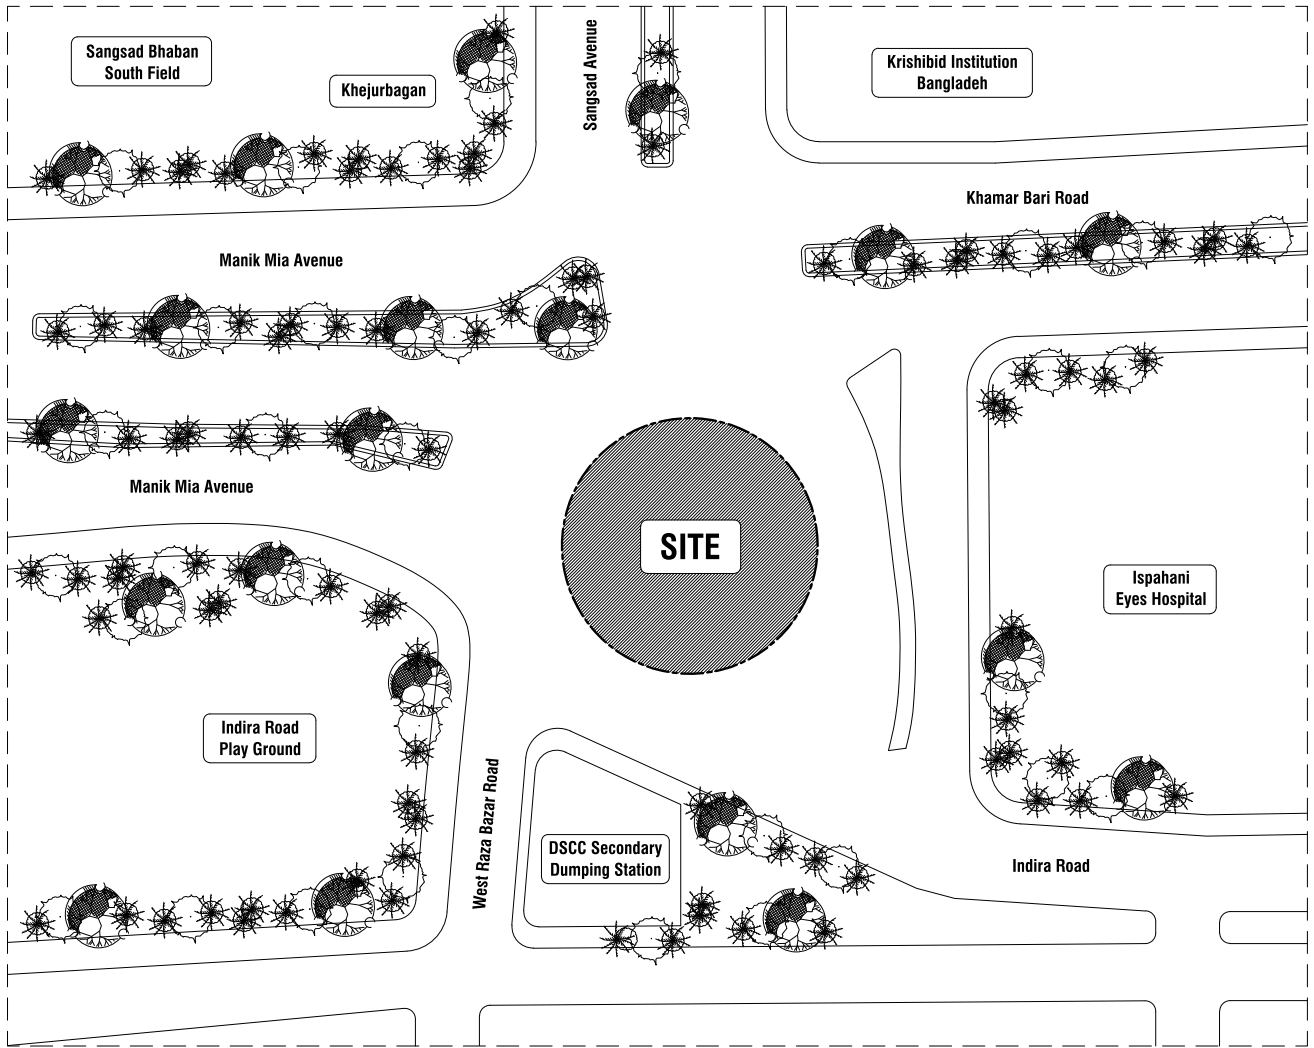 Sangsad Bhaban
South Field
Khejurbagan
Sangsad Avenue
Krishibid Institution
Bangladeh
Khamar Bari Road
Manik Mia Avenue
Manik Mia Avenue
SITE
Ispahani
Eyes Hospital
Indira Road
Play Ground
West Raza Bazar Road
DSCC Secondary
Dumping Station
Indira Road